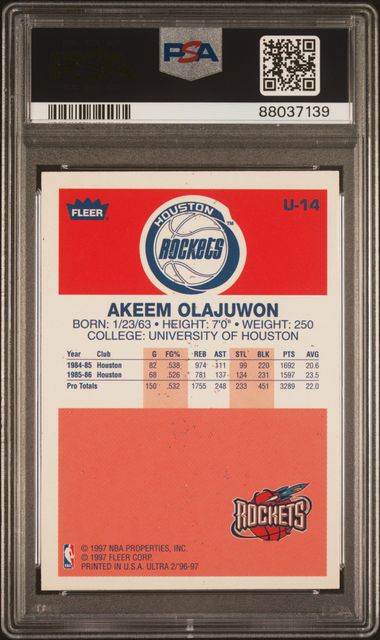 PSA
88037139
FLEER
U-14
HOUSTON
ROCKETS
TM
AKEEM OLAJUWON
BORN: 1/23/63 • HEIGHT: 7'0" • WEIGHT: 250
COLLEGE: UNIVERSITY OF HOUSTON
Year Club G FG% REB AST STL BLK PTS AVG
1984-85 Houston 82 .538 974 111 99 220 1692 20.6
1985-86 Houston 68 .526 781 137 134 231 1597 23.5
Pro Totals 150 .532 1755 248 233 451 3289 22.0
ROCKETS
© 1997 NBA PROPERTIES, INC.
© 1997 FLEER CORP.
PRINTED IN U.S.A. ULTRA 2/'96-97